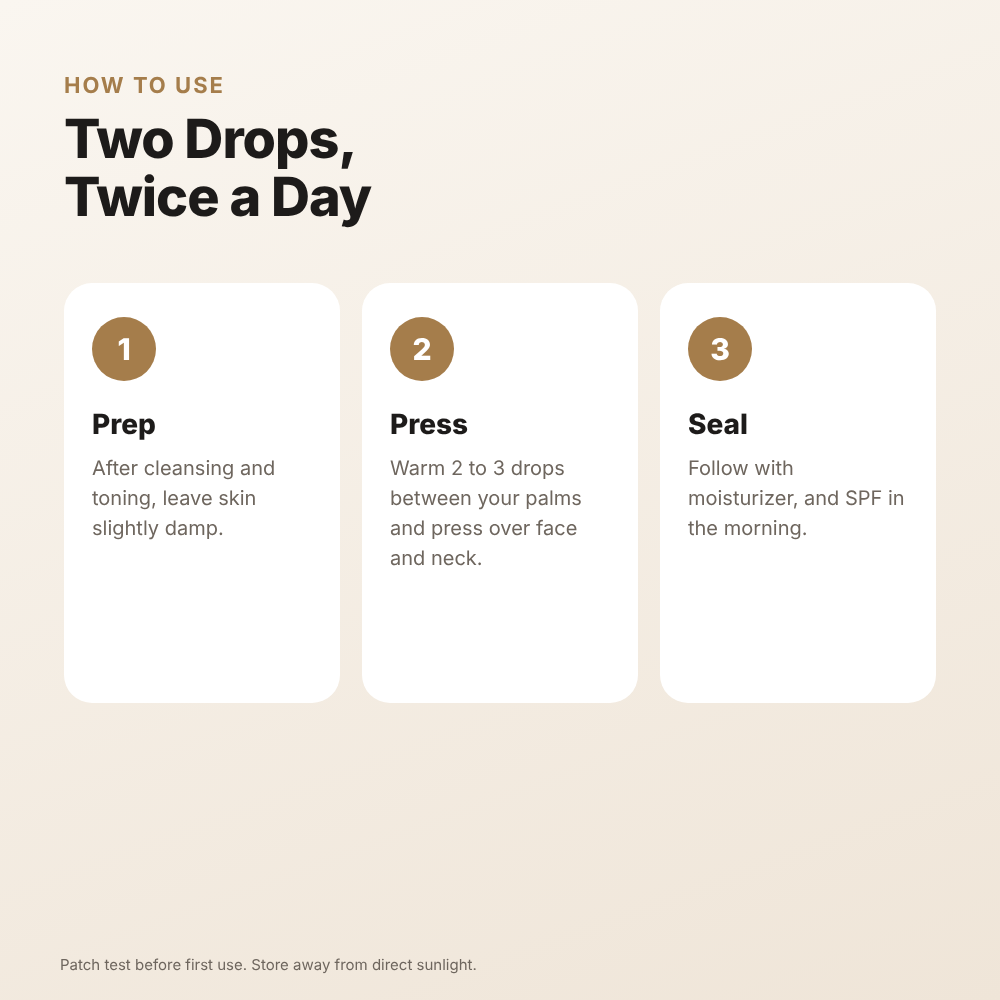 HOW TO USE
Two Drops,
Twice a Day
1
Prep
After cleansing and
toning, leave skin
slightly damp.
2
Press
Warm 2 to 3 drops
between your palms
and press over face
and neck.
3
Seal
Follow with
moisturizer, and SPF in
the morning.
Patch test before first use. Store away from direct sunlight.